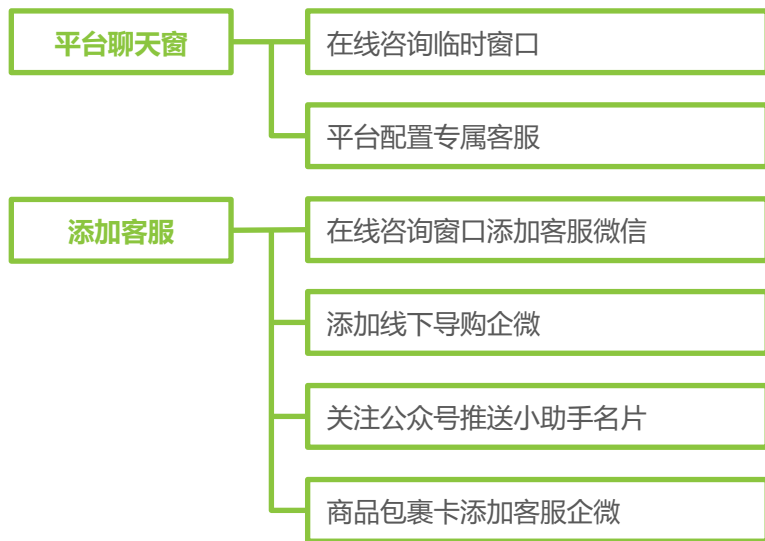 平台聊天窗
在线咨询临时窗口
平台配置专属客服
添加客服
在线咨询窗口添加客服微信
添加线下导购企微
关注公众号推送小助手名片
商品包裹卡添加客服企微